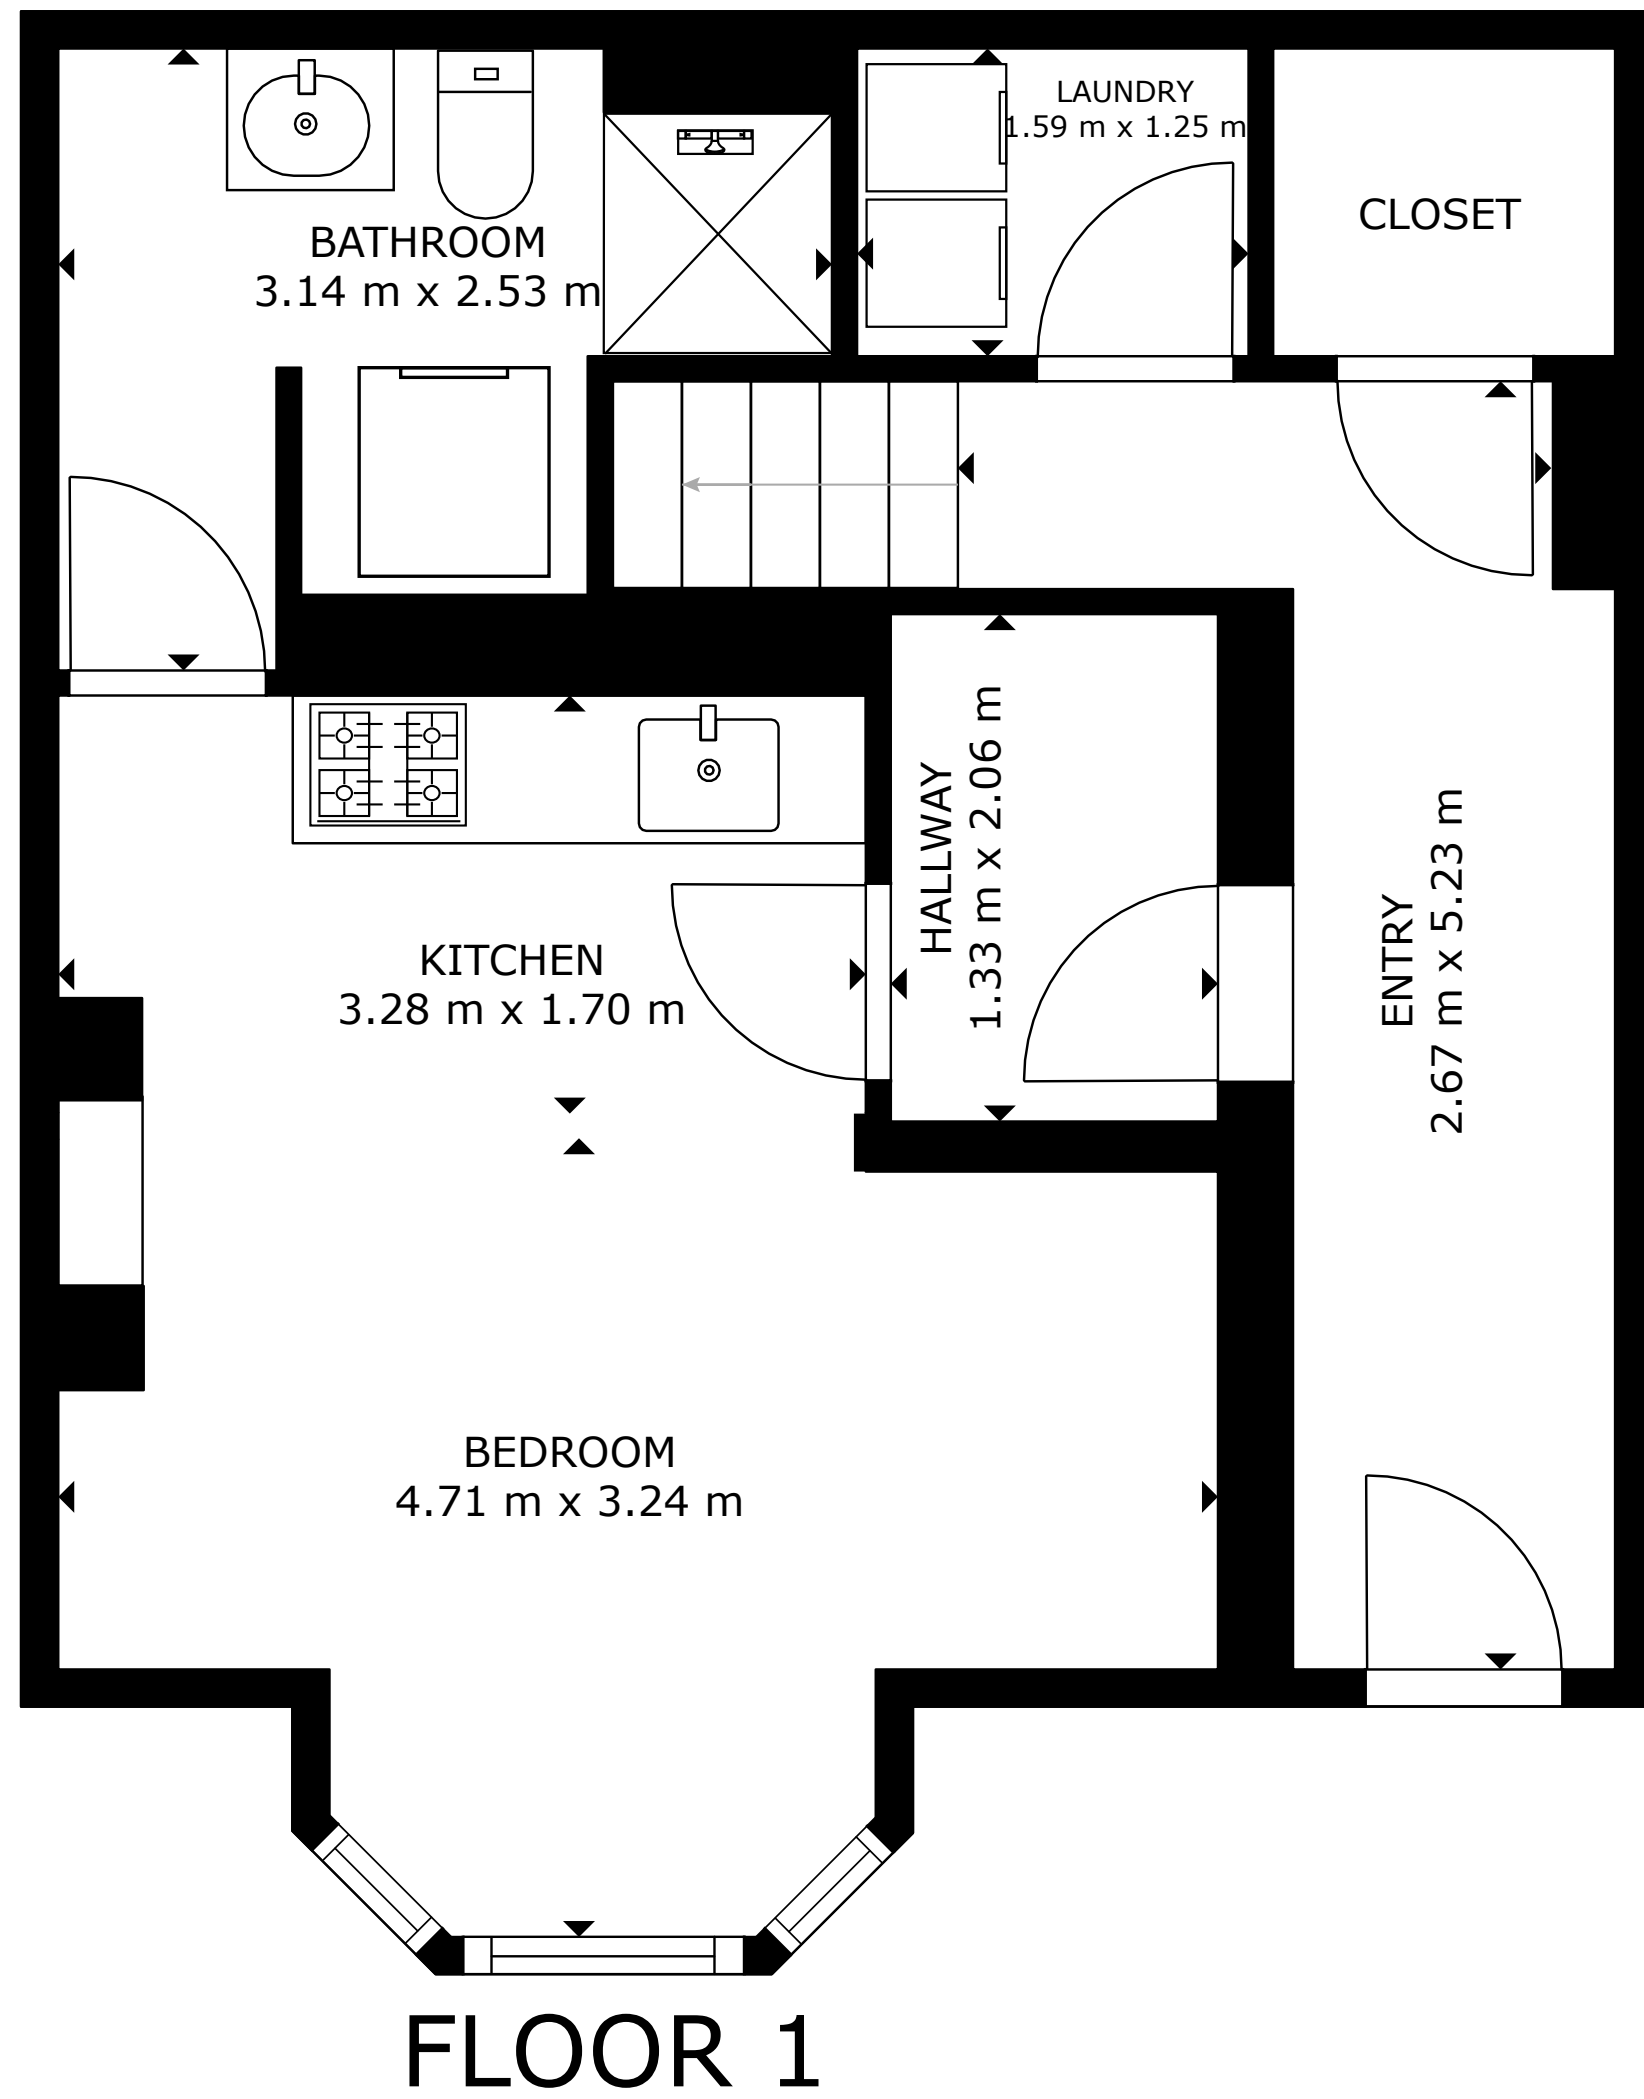 LAUNDRY
1.59 m x 1.25 m
CLOSET
BATHROOM
3.14 m x 2.53 m
HALLWAY
1.33 m x 2.06 m
ENTRY
2.67 m x 5.23 m
KITCHEN
3.28 m x 1.70 m
BEDROOM
4.71 m x 3.24 m
FLOOR 1